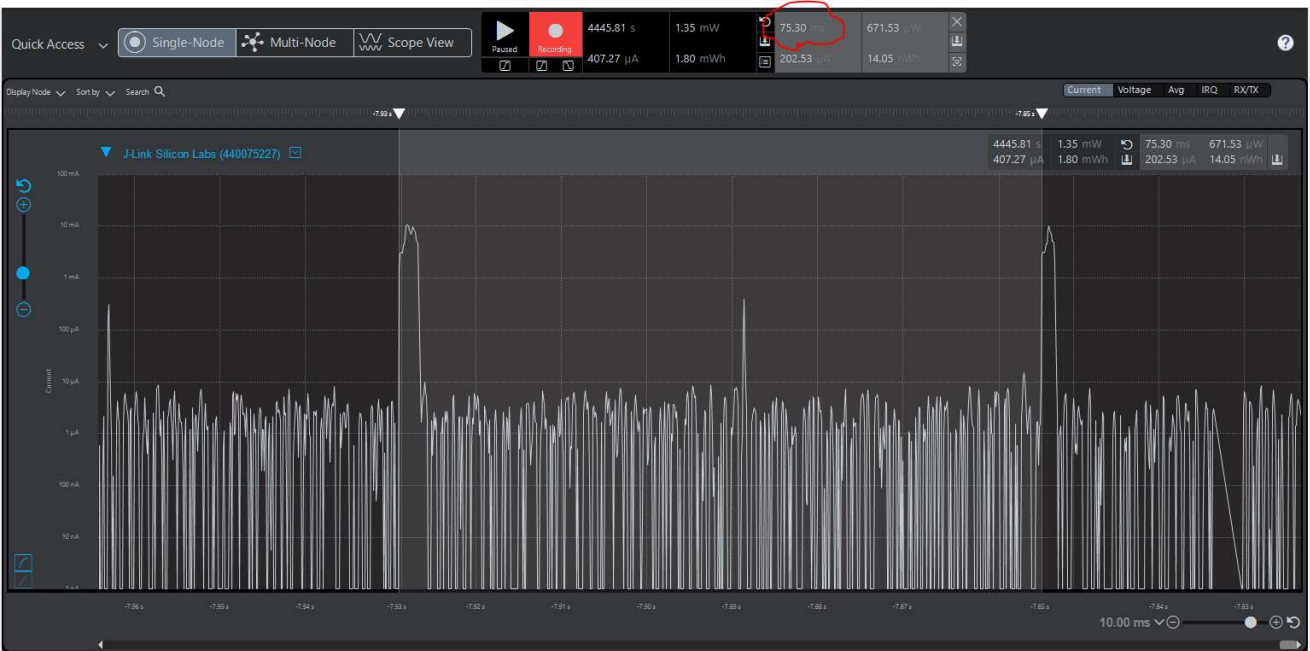 Quick Access Single-Node Multi-Node Scope View
Paused Recording
4445.81 s 1.35 mW 75.30 ms 671.53 µW
407.27 µA 1.80 mWh 202.53 µA 14.05 mWh
?
Display Node Sort by Search
Current Voltage Avg IRQ RX/TX
-7.93 s -7.85 s
J-Link Silicon Labs (440075227)
4445.81 s 1.35 mW 75.30 ms 671.53 µW
407.27 µA 1.80 mWh 202.53 µA 14.05 nWh
100 mA
10 mA
1 mA
100 µA
Current
10 µA
1 µA
100 nA
10 nA
-7.96 s -7.95 s -7.94 s -7.93 s -7.92 s -7.91 s -7.90 s -7.89 s -7.88 s -7.87 s -7.85 s -7.84 s -7.83 s
10.00 ms